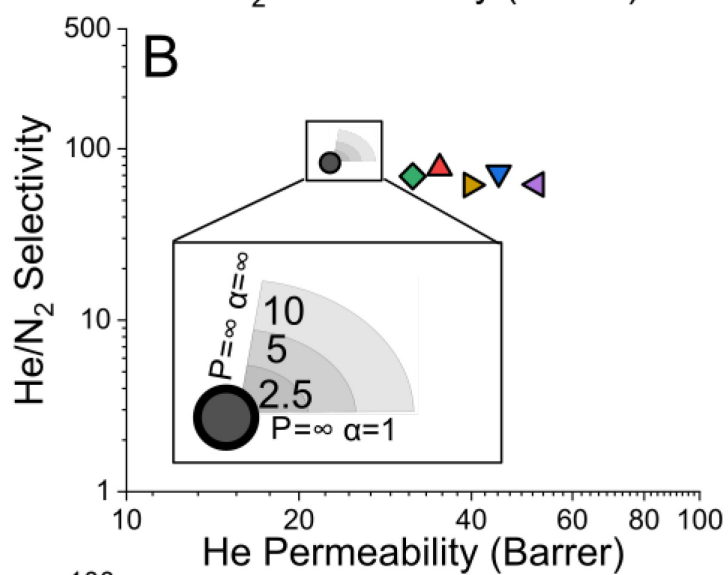 B
500
100
10
1
He/N2 Selectivity
P=∞ α=∞
10
5
2.5
P=∞ α=1
10 20 40 60 80 100
He Permeability (Barrer)